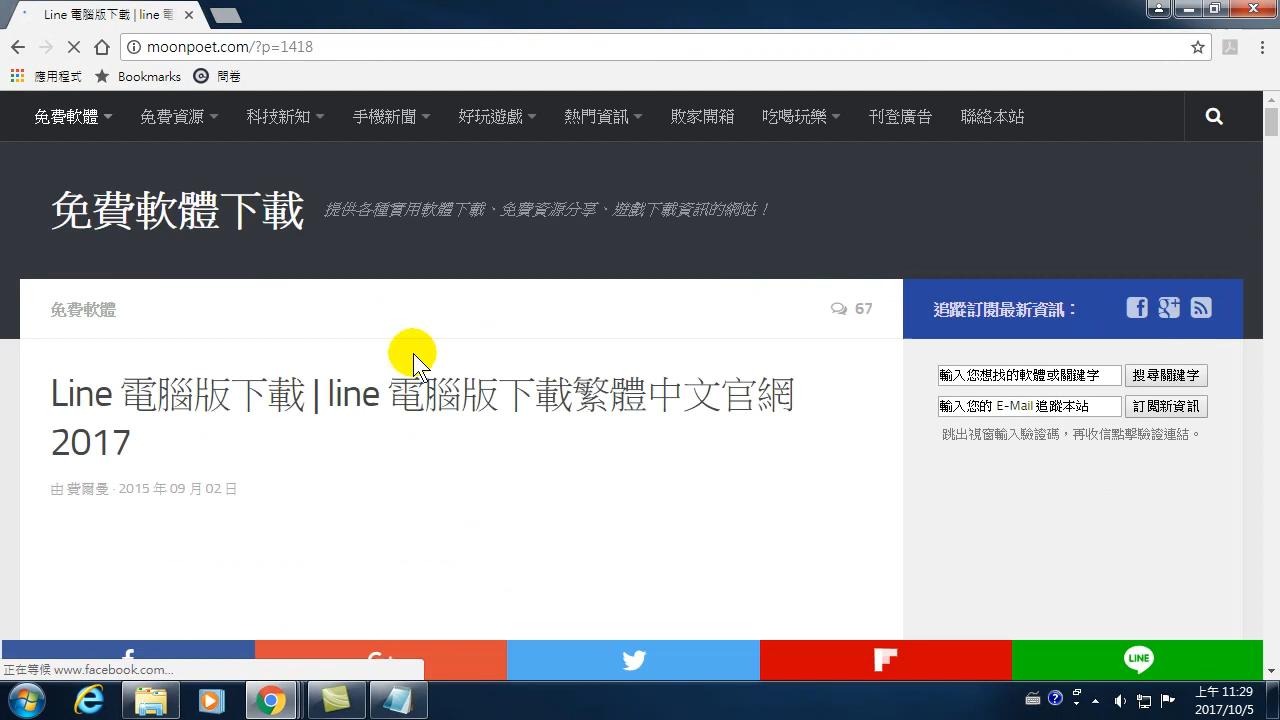 Line 電腦版下載 | line 電
moonpoet.com/?p=1418
應用程式 Bookmarks 問卷
免費軟體 免費資源 科技新知 手機新聞 好玩遊戲 熱門資訊 敗家開箱 吃喝玩樂 刊登廣告 聯絡本站
免費軟體下載 提供各種實用軟體下載、免費資源分享、遊戲下載資訊的網站！
免費軟體 67 追蹤訂閱最新資訊：
輸入您想找的軟體或關鍵字 搜尋關鍵字
Line 電腦版下載 | line 電腦版下載繁體中文官網
輸入您的 E-Mail 追蹤本站 訂閱新資訊
跳出視窗輸入驗證碼，再收信點擊驗證連結。
2017
由 費爾曼 · 2015 年 09 月 02 日
LINE
正在等候 www.facebook.com...
上午 11:29
2017/10/5